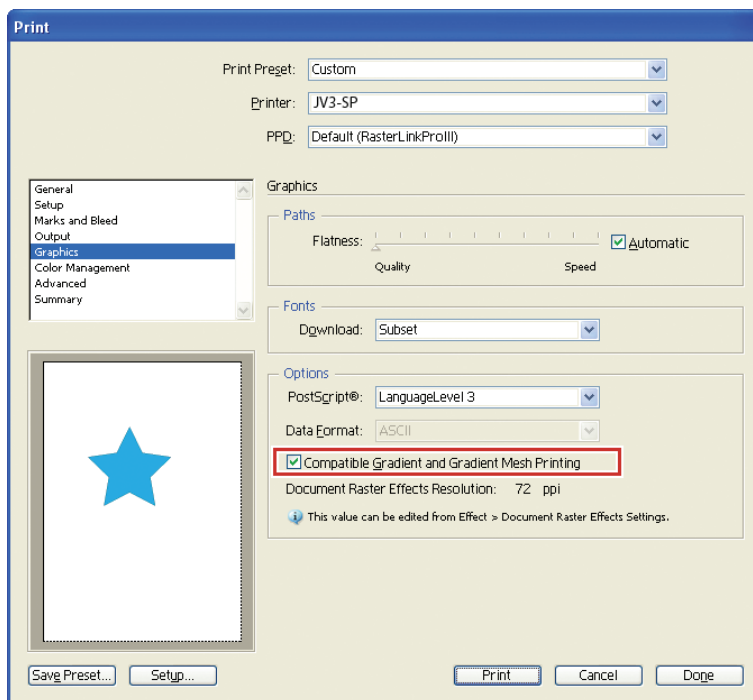 Print
Print Preset: Custom
Printer: JV3-SP
PPD: Default (RasterLinkProIII)
General
Setup
Marks and Bleed
Output
Graphics
Color Management
Advanced
Summary
Graphics
Paths
Flatness:
Automatic
Quality Speed
Fonts
Download: Subset
Options
PostScript®: LanguageLevel 3
Data Format: ASCII
Compatible Gradient and Gradient Mesh Printing
Document Raster Effects Resolution: 72 ppi
This value can be edited from Effect > Document Raster Effects Settings.
Save Preset... Setup... Print Cancel Done